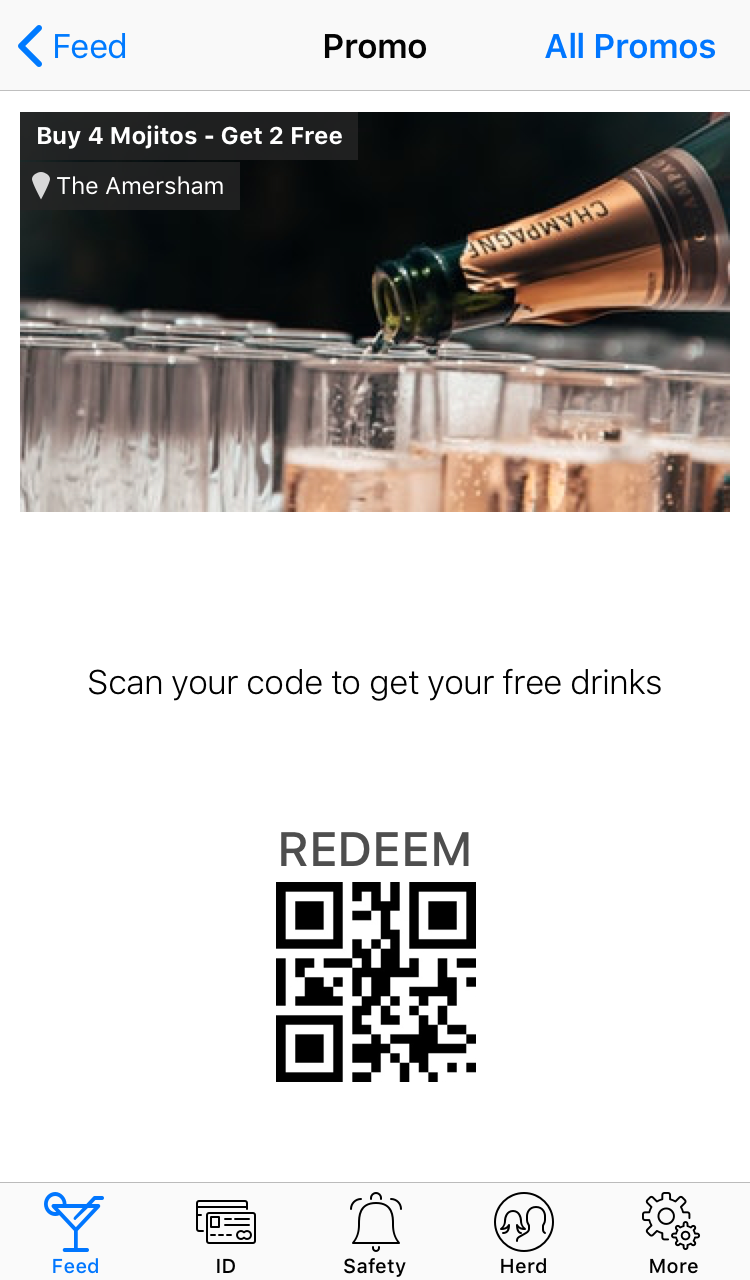 Feed
Promo
All Promos
Buy 4 Mojitos - Get 2 Free
The Amersham
CHAMPAGNE
Scan your code to get your free drinks
REDEEM
Feed
ID
Safety
Herd
More